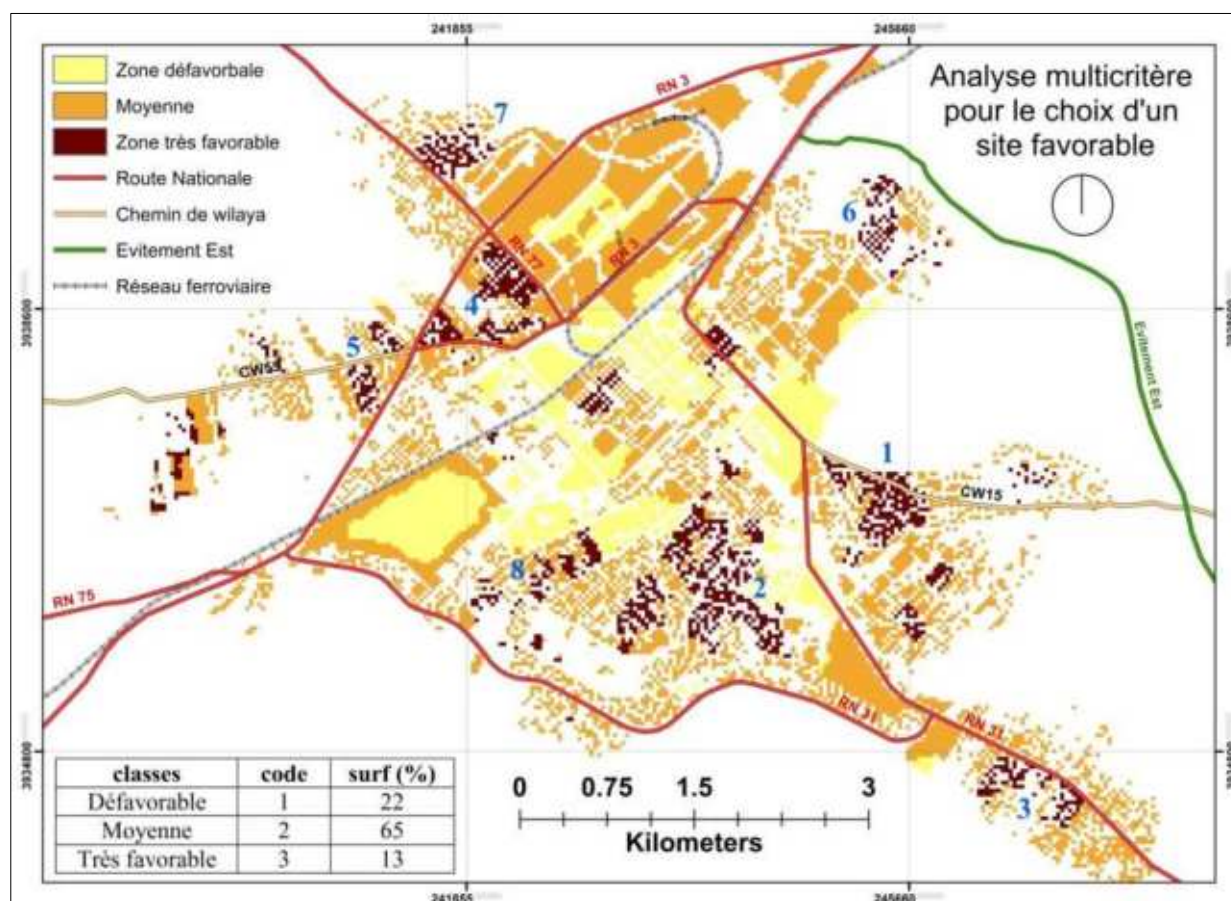 241855
245660
Zone défavorbale
Moyenne
Zone très favorable
Route Nationale
Chemin de wilaya
Evitement Est
Réseau ferroviaire
Analyse multicritère
pour le choix d'un
site favorable
RN 3
7
RN 77
RN 3
6
4
5
CW53
3938600
Evitement Est
1
CW15
8
2
RN 75
RN 31
RN 31
3
3934800
classes code surf (%)
Défavorable 1 22
Moyenne 2 65
Très favorable 3 13
0 0.75 1.5 3
Kilometers
241855
245660